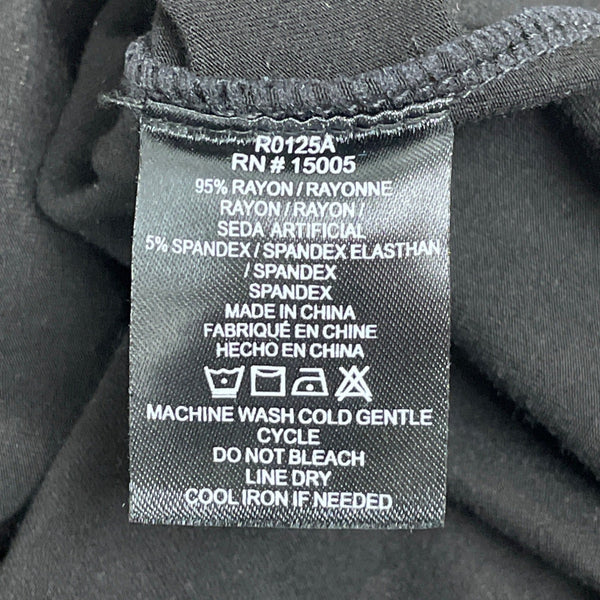 R0125A
RN # 15005
95% RAYON / RAYONNE
RAYON / RAYON /
SEDA ARTIFICIAL
5% SPANDEX / SPANDEX ELASTHAN
/ SPANDEX
SPANDEX
MADE IN CHINA
FABRIQUÉ EN CHINE
HECHO EN CHINA
MACHINE WASH COLD GENTLE
CYCLE
DO NOT BLEACH
LINE DRY
COOL IRON IF NEEDED